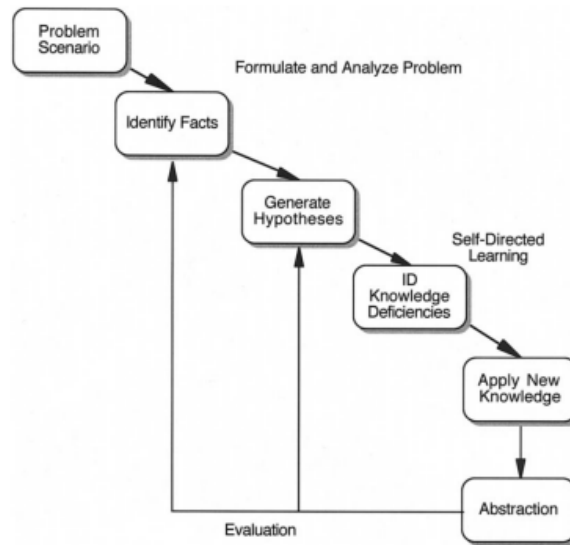 Problem
Scenario
Formulate and Analyze Problem
Identify Facts
Generate
Hypotheses
Self-Directed
Learning
ID
Knowledge
Deficiencies
Apply New
Knowledge
Abstraction
Evaluation